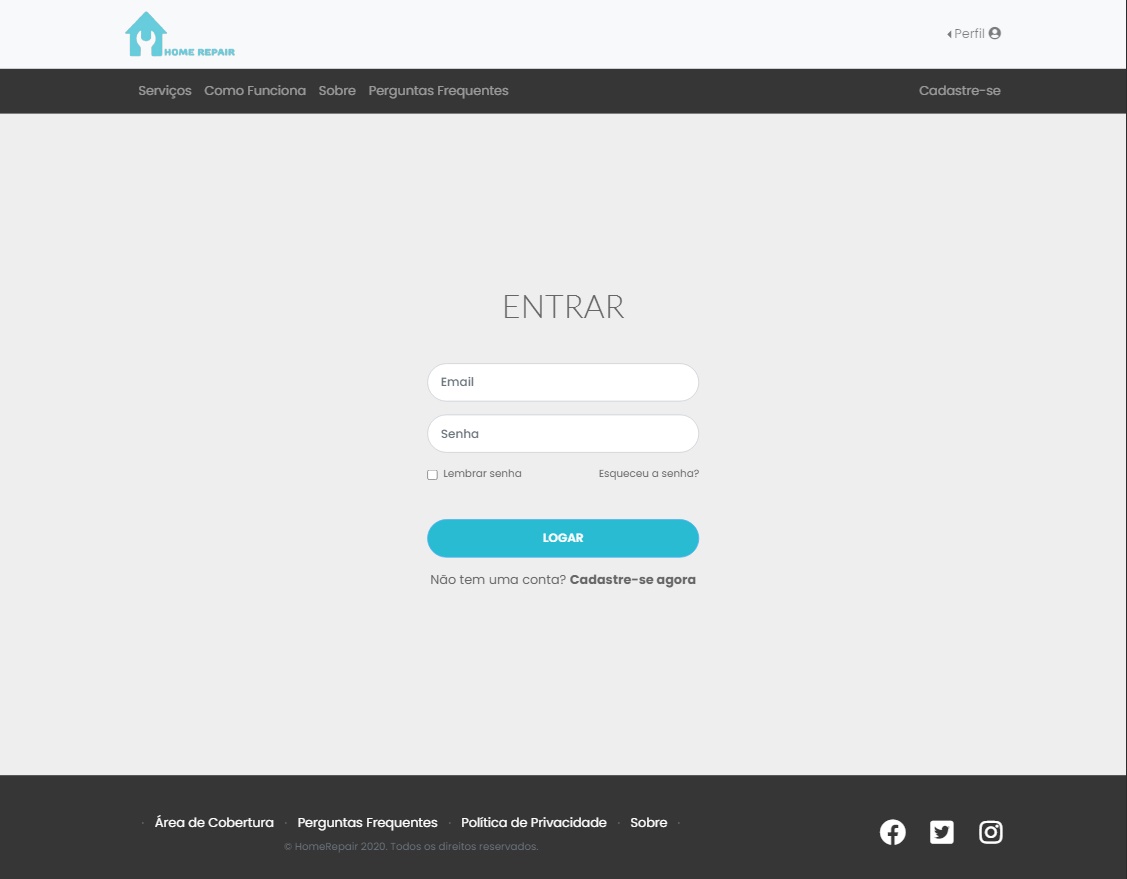 HOME REPAIR
Perfil
Serviços Como Funciona Sobre Perguntas Frequentes Cadastre-se
ENTRAR
Email
Senha
Lembrar senha Esqueceu a senha?
LOGAR
Não tem uma conta? Cadastre-se agora
· Área de Cobertura · Perguntas Frequentes · Política de Privacidade · Sobre ·
© HomeRepair 2020. Todos os direitos reservados.